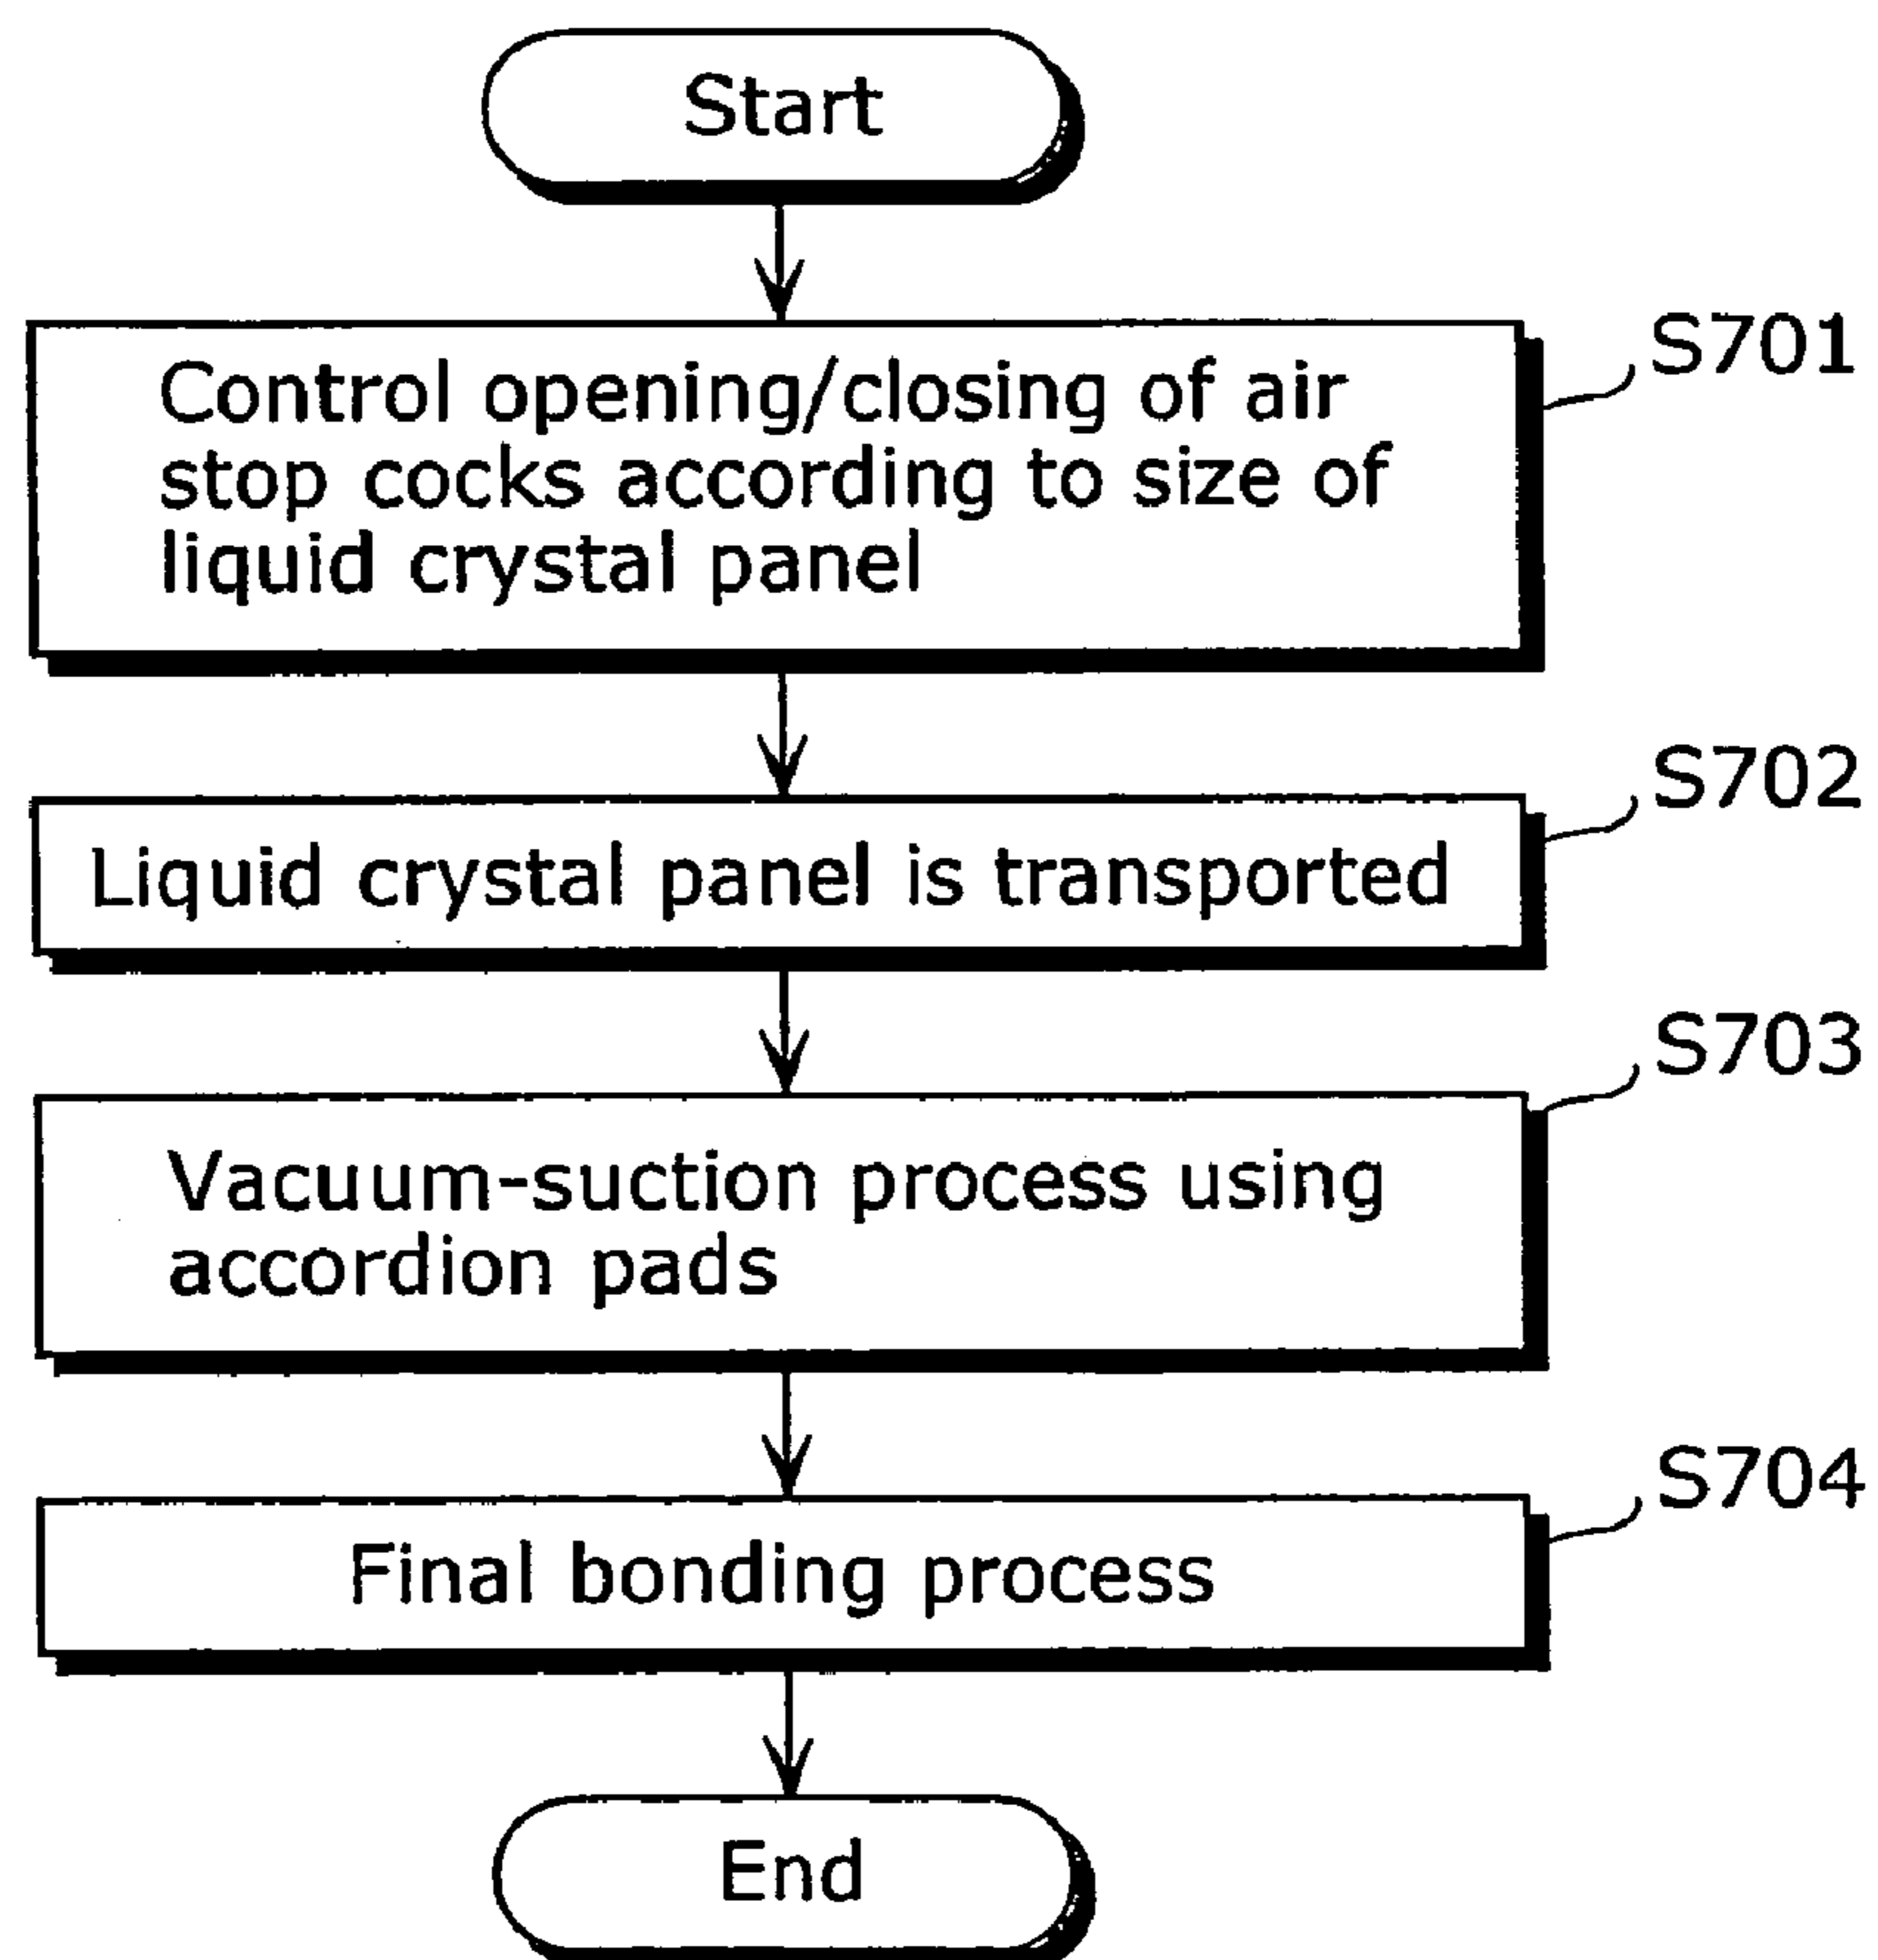 Start
S701
Control opening/closing of air
stop cocks according to size of
liquid crystal panel
S702
Liquid crystal panel is transported
S703
Vacuum-suction process using
accordion pads
S704
Final bonding process
End